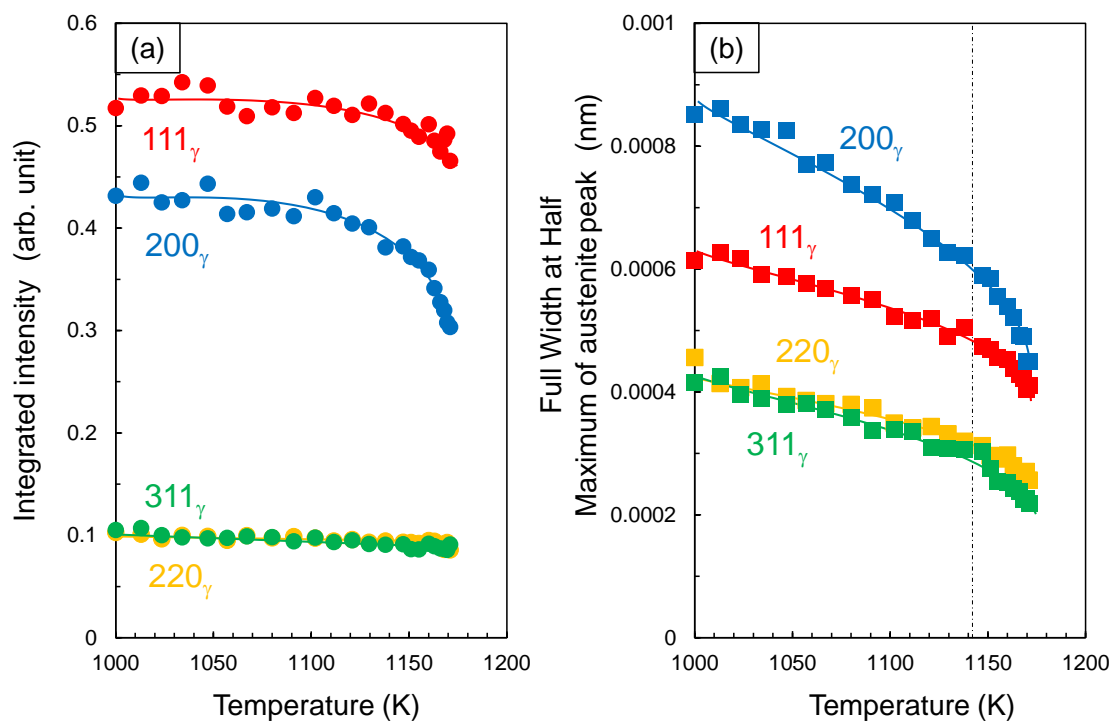 (a)
0.6
0.5
0.4
0.3
0.2
0.1
0
Integrated intensity (arb. unit)
111γ
200γ
311γ
220γ
1000
1050
1100
1150
1200
Temperature (K)
(b)
0.001
0.0008
0.0006
0.0004
0.0002
0
Full Width at Half
Maximum of austenite peak (nm)
200γ
111γ
220γ
311γ
1000
1050
1100
1150
1200
Temperature (K)